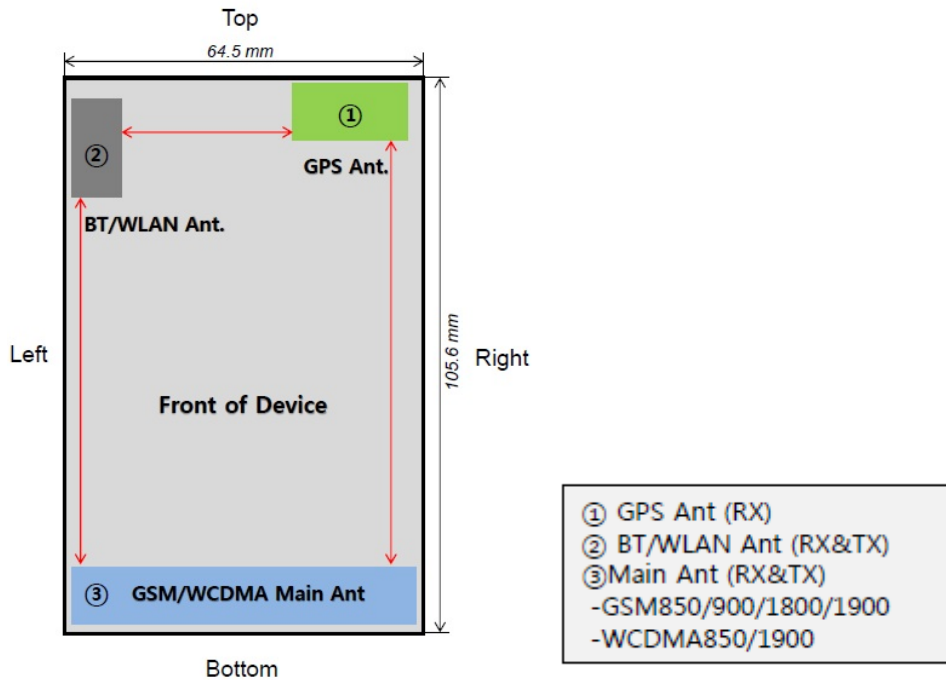 Top
64.5 mm
①
②
GPS Ant.
BT/WLAN Ant.
Left
105.6 mm
Right
Front of Device
③ GSM/WCDMA Main Ant
Bottom
① GPS Ant (RX)
② BT/WLAN Ant (RX&TX)
③Main Ant (RX&TX)
-GSM850/900/1800/1900
-WCDMA850/1900